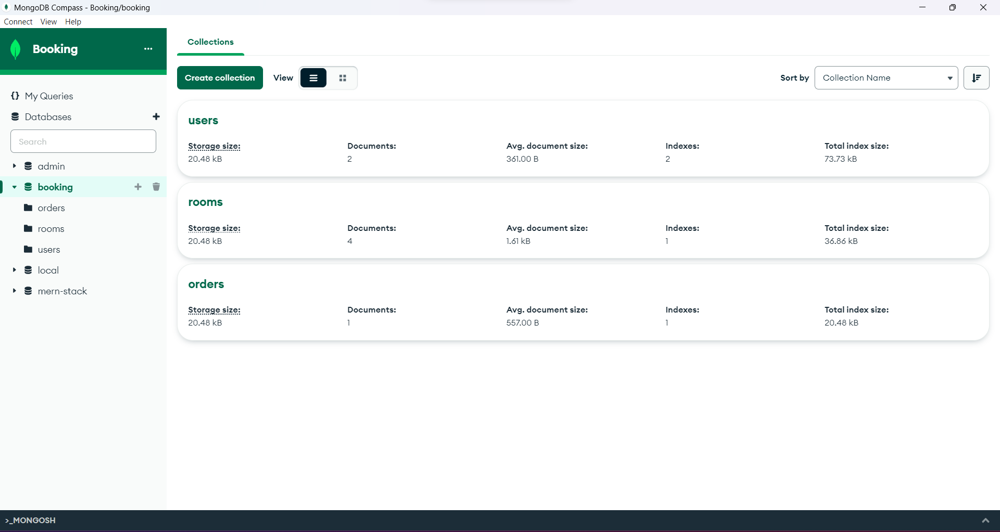 MongoDB Compass - Booking/booking
Connect View Help
Booking
My Queries
Databases
Search
admin
booking
orders
rooms
users
local
mern-stack
Collections
Create collection
View
Sort by
Collection Name
users
Storage size: Documents: Avg. document size: Indexes: Total index size:
20.48 kB 2 361.00 B 2 73.73 kB
rooms
Storage size: Documents: Avg. document size: Indexes: Total index size:
20.48 kB 4 1.61 kB 1 36.86 kB
orders
Storage size: Documents: Avg. document size: Indexes: Total index size:
20.48 kB 1 557.00 B 1 20.48 kB
>_MONGOSH